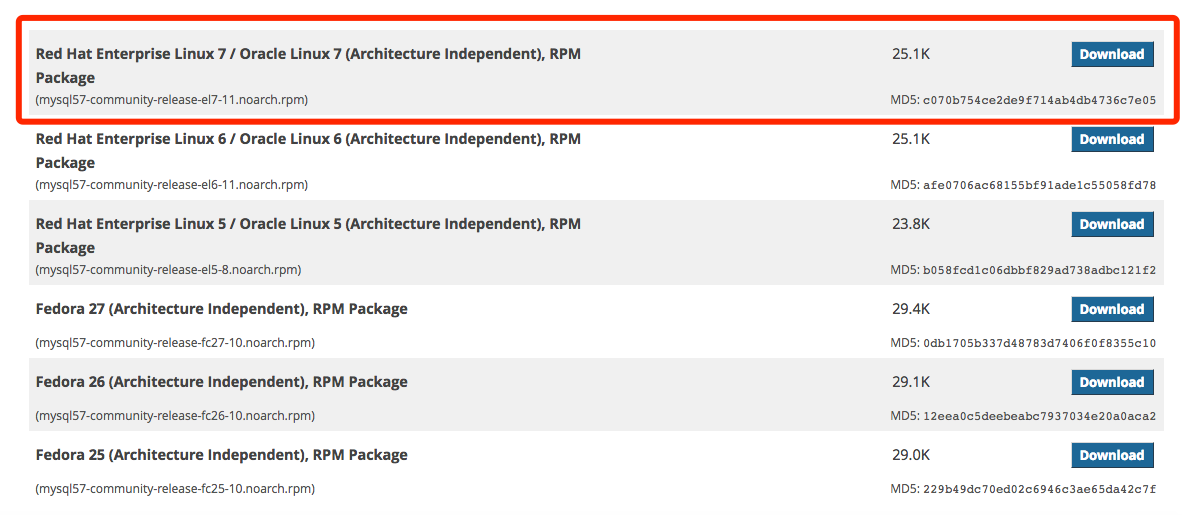 Red Hat Enterprise Linux 7 / Oracle Linux 7 (Architecture Independent), RPM 25.1K Download
Package
(mysql57-community-release-el7-11.noarch.rpm) MD5: c070b754ce2de9f714ab4db4736c7e05
Red Hat Enterprise Linux 6 / Oracle Linux 6 (Architecture Independent), RPM 25.1K Download
Package
(mysql57-community-release-el6-11.noarch.rpm) MD5: afe0706ac68155bf91ade1c55058fd78
Red Hat Enterprise Linux 5 / Oracle Linux 5 (Architecture Independent), RPM 23.8K Download
Package
(mysql57-community-release-el5-8.noarch.rpm) MD5: b058fcd1c06dbbf829ad738adbc121f2
Fedora 27 (Architecture Independent), RPM Package 29.4K Download
(mysql57-community-release-fc27-10.noarch.rpm) MD5: 0db1705b337d48783d7406f0f8355c10
Fedora 26 (Architecture Independent), RPM Package 29.1K Download
(mysql57-community-release-fc26-10.noarch.rpm) MD5: 12eea0c5deebeabc7937034e20a0aca2
Fedora 25 (Architecture Independent), RPM Package 29.0K Download
(mysql57-community-release-fc25-10.noarch.rpm) MD5: 229b49dc70ed02c6946c3ae65da42c7f